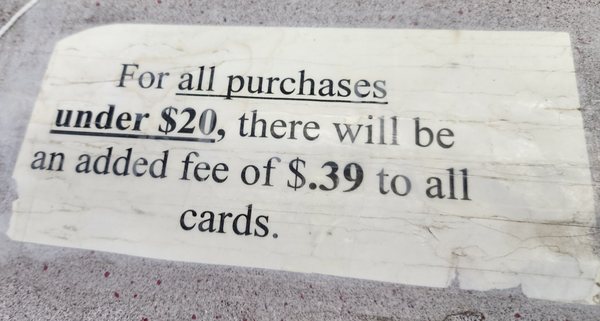 For all purchases
under $20, there will be
an added fee of $.39 to all
cards.